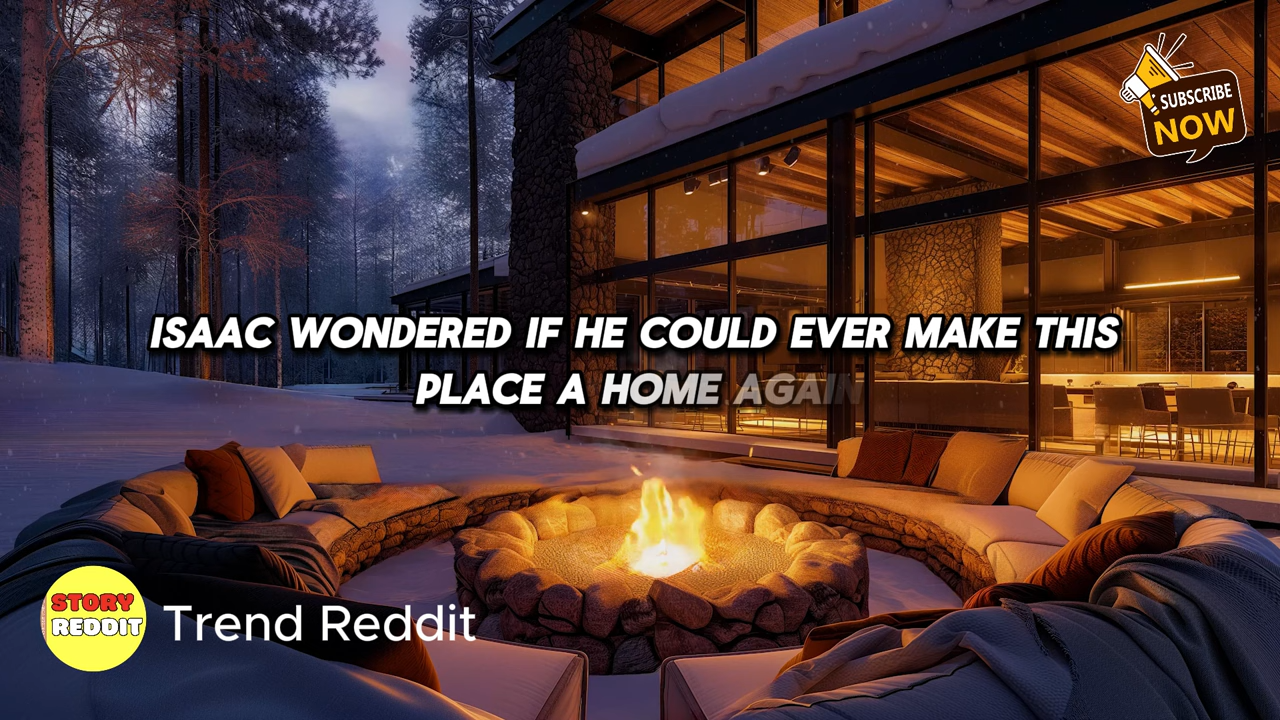 SUBSCRIBE
NOW
ISAAC WONDERED IF HE COULD EVER MAKE THIS
PLACE A HOME AGAIN
STORY
REDDIT
Trend Reddit